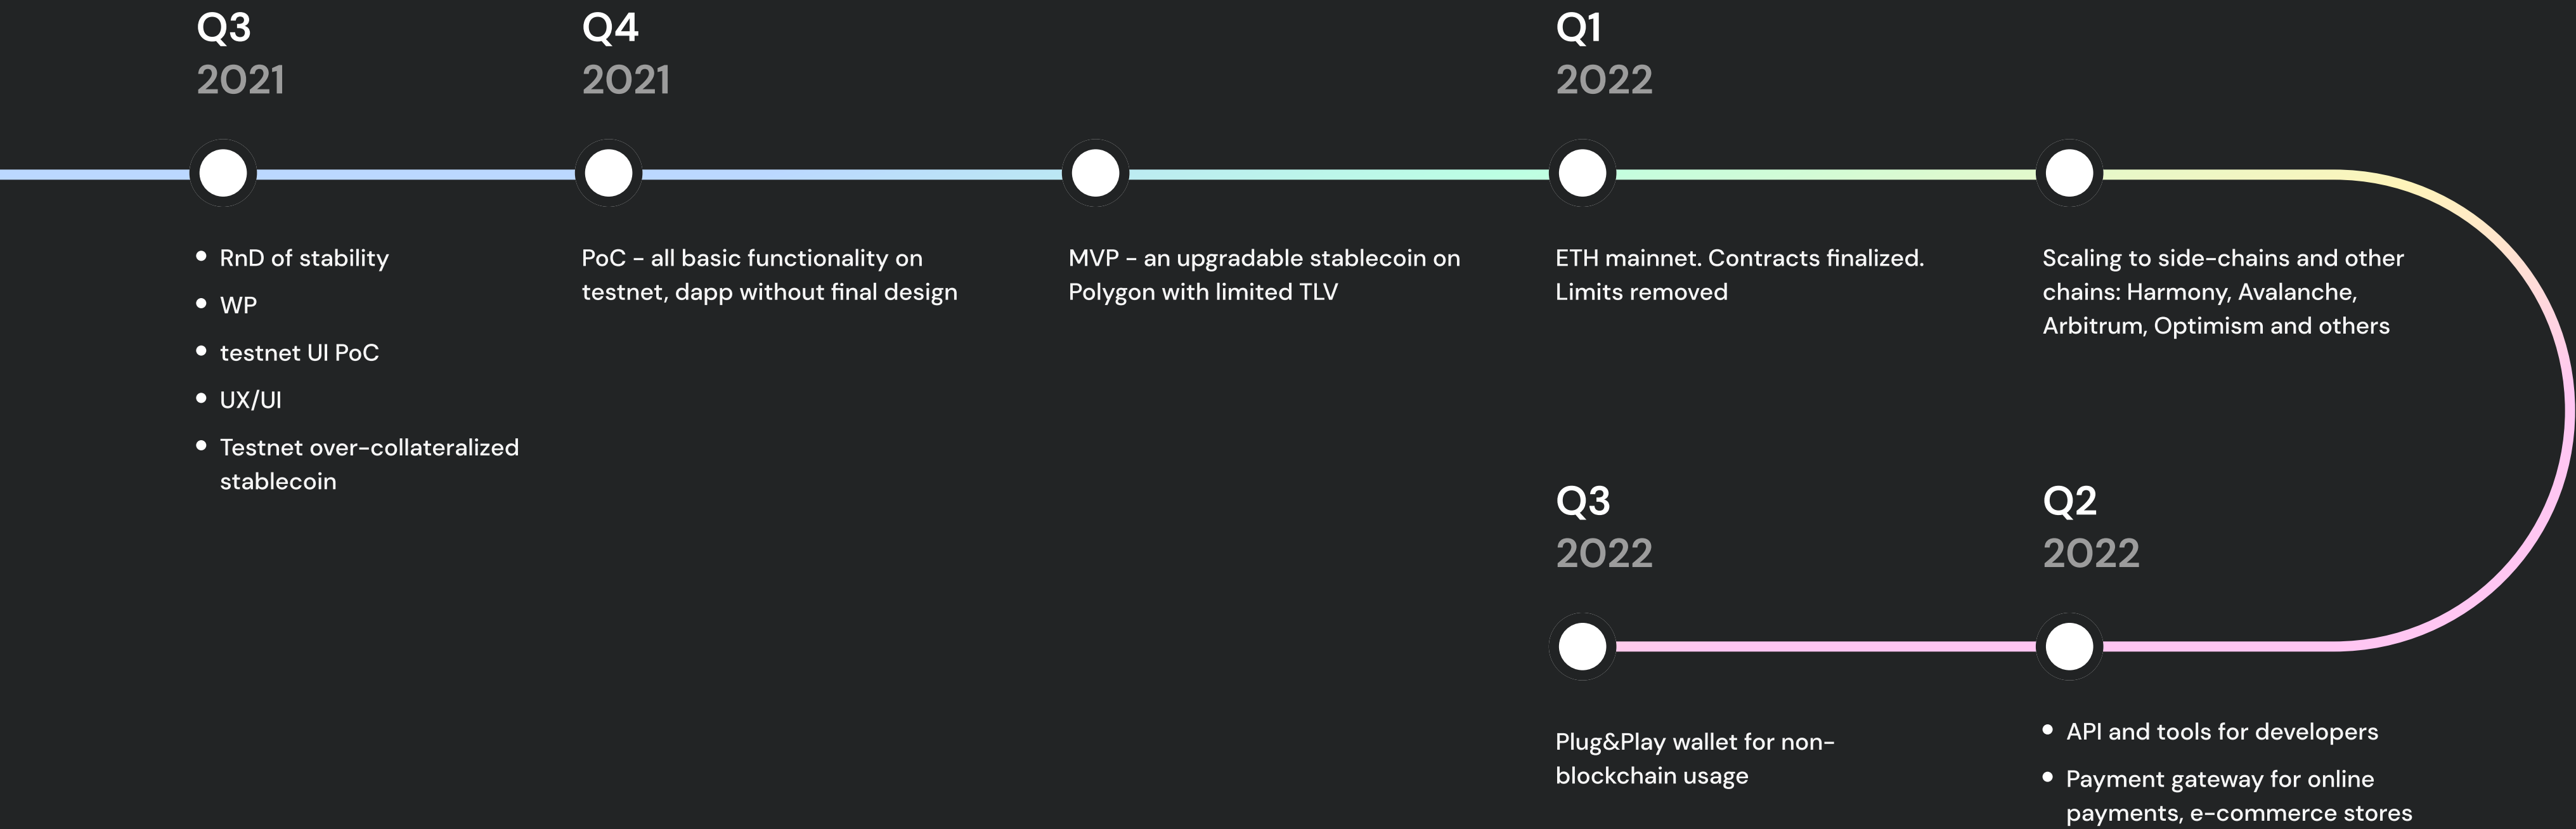 Q3
2021
• RnD of stability
• WP
• testnet UI PoC
• UX/UI
• Testnet over-collateralized
stablecoin
Q4
2021
PoC - all basic functionality on
testnet, dapp without final design
MVP - an upgradable stablecoin on
Polygon with limited TLV
Q1
2022
ETH mainnet. Contracts finalized.
Limits removed
Scaling to side-chains and other
chains: Harmony, Avalanche,
Arbitrum, Optimism and others
Q2
2022
• API and tools for developers
• Payment gateway for online
payments, e-commerce stores
Q3
2022
Plug&Play wallet for non-
blockchain usage